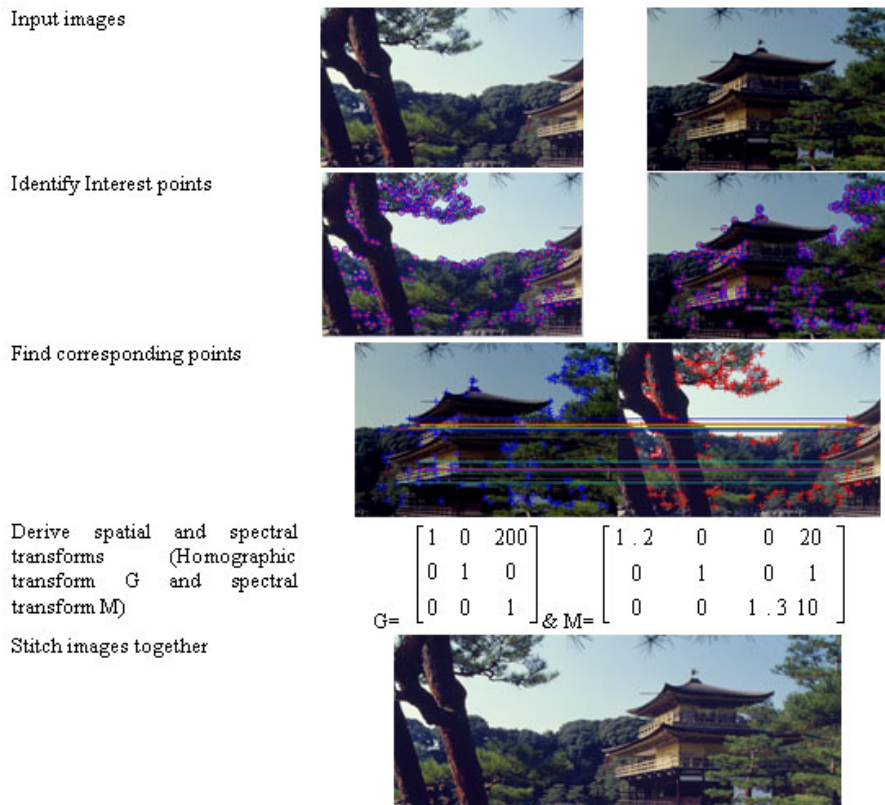 Input images
Identify Interest points
Find corresponding points
Derive spatial and spectral
transforms (Homographic
transform G and spectral
transform M)
G= & M=
1 0 200
0 1 0
0 0 1
1 . 2 0 0 20
0 1 0 1
0 0 1 . 3 10
Stitch images together